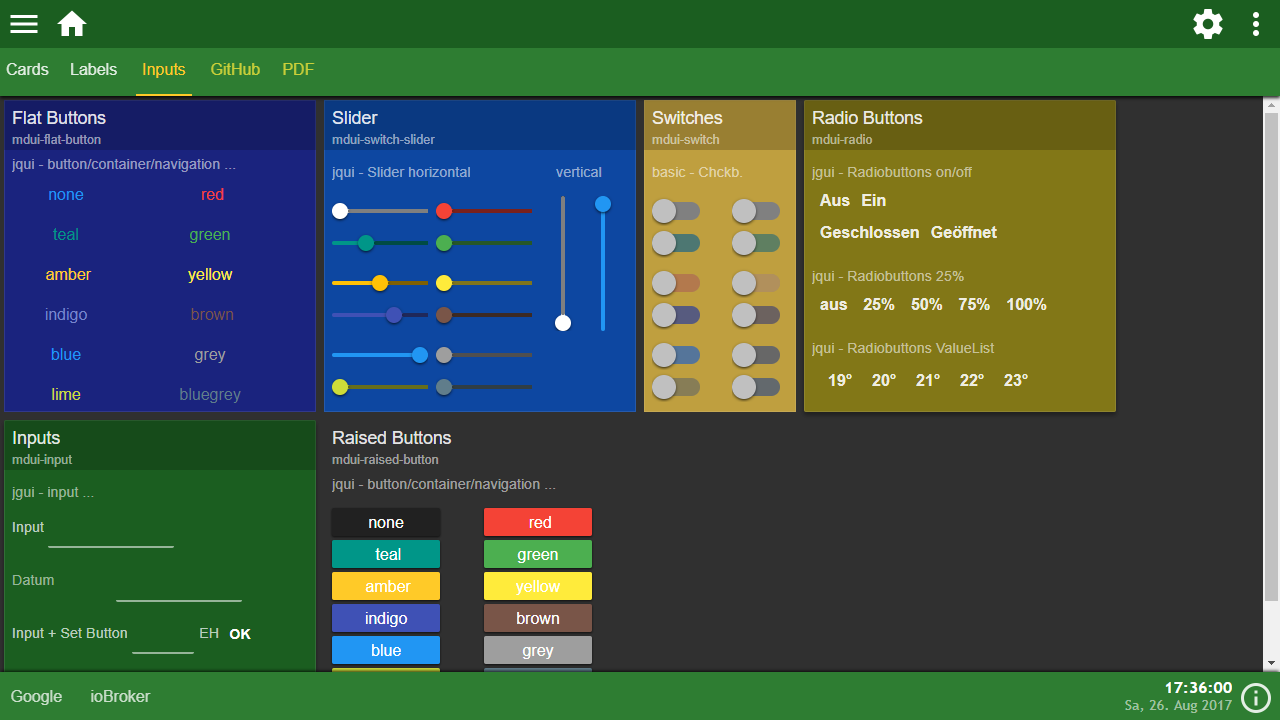 Cards Labels Inputs GitHub PDF
Flat Buttons
mdui-flat-button
jqui - button/container/navigation ...
none red
teal green
amber yellow
indigo brown
blue grey
lime bluegrey
Slider
mdui-switch-slider
jqui - Slider horizontal vertical
Switches
mdui-switch
basic - Chckb.
Radio Buttons
mdui-radio
jgui - Radiobuttons on/off
Aus Ein
Geschlossen Geöffnet
jqui - Radiobuttons 25%
aus 25% 50% 75% 100%
jqui - Radiobuttons ValueList
19° 20° 21° 22° 23°
Inputs
mdui-input
jgui - input ...
Input
Datum
Input + Set Button EH OK
Raised Buttons
mdui-raised-button
jqui - button/container/navigation ...
none red
teal green
amber yellow
indigo brown
blue grey
Google ioBroker
17:36:00
Sa, 26. Aug 2017